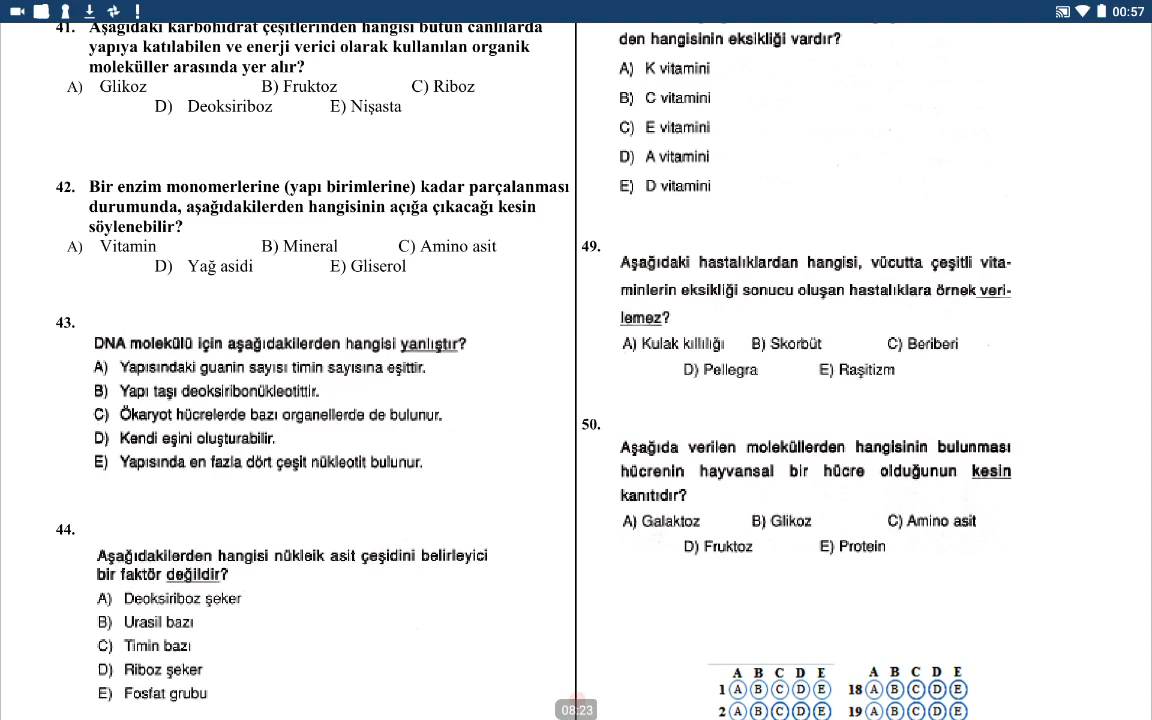 00:57
41. Aşağıdaki karbohidrat çeşitlerinden hangisi bütün canlılarda
yapıya katılabilen ve enerji verici olarak kullanılan organik
moleküller arasında yer alır?
A) Glikoz B) Fruktoz C) Riboz
D) Deoksiriboz E) Nişasta
42. Bir enzim monomerlerine (yapı birimlerine) kadar parçalanması
durumunda, aşağıdakilerden hangisinin açığa çıkacağı kesin
söylenebilir?
A) Vitamin B) Mineral C) Amino asit
D) Yağ asidi E) Gliserol
43.
DNA molekülü için aşağıdakilerden hangisi yanlıştır?
A) Yapısındaki guanin sayısı timin sayısına eşittir.
B) Yapı taşı deoksiribonükleotittir.
C) Ökaryot hücrelerde bazı organellerde de bulunur.
D) Kendi eşini oluşturabilir.
E) Yapısında en fazla dört çeşit nükleotit bulunur.
44.
Aşağıdakilerden hangisi nükleik asit çeşidini belirleyici
bir faktör değildir?
A) Deoksiriboz şeker
B) Urasil bazı
C) Timin bazı
D) Riboz şeker
E) Fosfat grubu
den hangisinin eksikliği vardır?
A) K vitamini
B) C vitamini
C) E vitamini
D) A vitamini
E) D vitamini
49.
Aşağıdaki hastalıklardan hangisi, vücutta çeşitli vita-
minlerin eksikliği sonucu oluşan hastalıklara örnek veri-
lemez?
A) Kulak kıllılığı B) Skorbüt C) Beriberi
D) Pellegra E) Raşitizm
50.
Aşağıda verilen moleküllerden hangisinin bulunması
hücrenin hayvansal bir hücre olduğunun kesin
kanıtıdır?
A) Galaktoz B) Glikoz C) Amino asit
D) Fruktoz E) Protein
A B C D E A B C D E
1 A B C D E 18 A B C D E
2 A B C D E 19 A B C D E
08:23